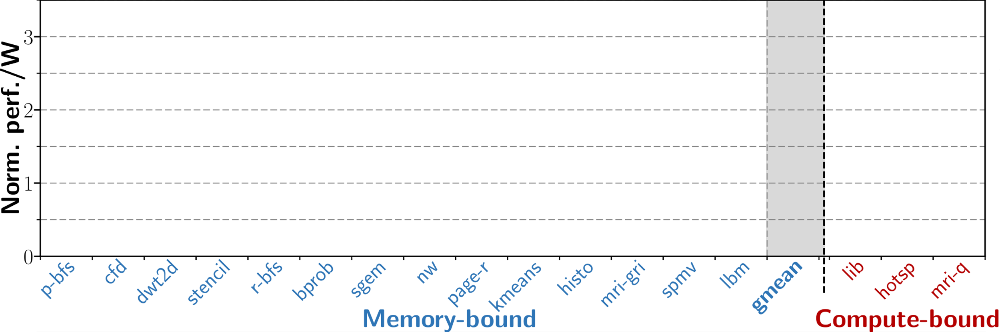 Norm. perf./W
3
2
1
0
p-bfs
cfd
dwt2d
stencil
r-bfs
bprob
sgem
nw
page-r
kmeans
histo
mri-gri
spmv
lbm
gmean
lib
hotsp
mri-q
Memory-bound
Compute-bound